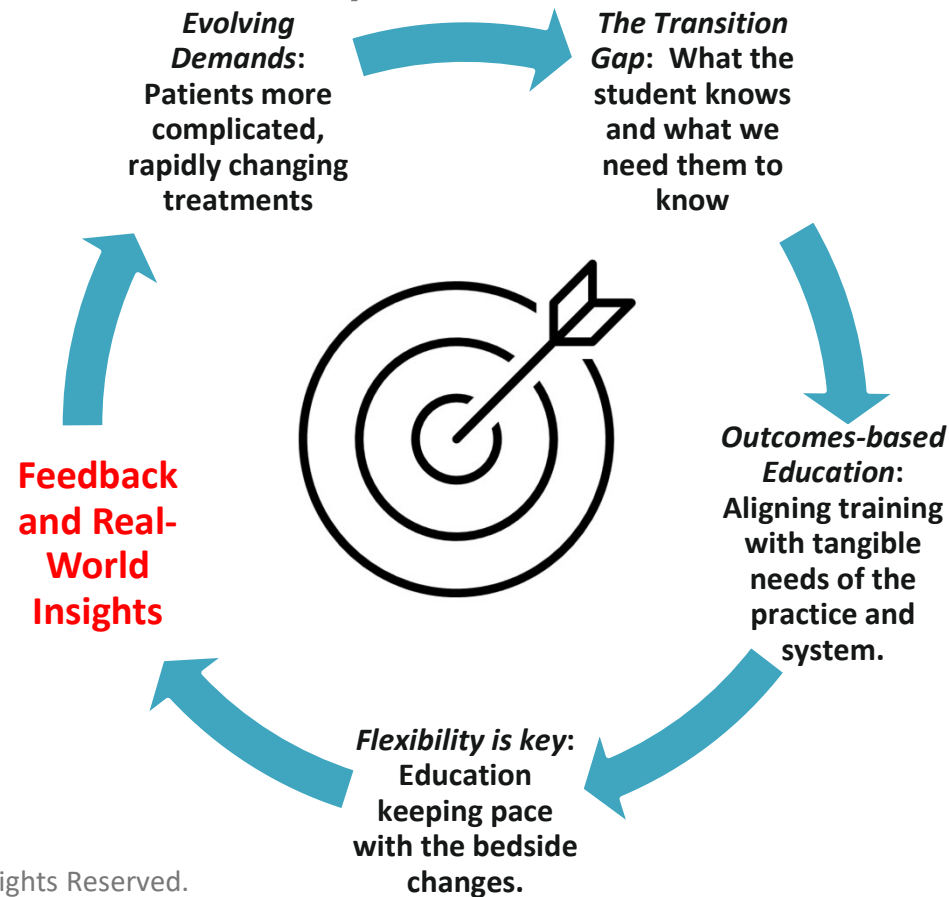 Evolving
Demands:
Patients more
complicated,
rapidly changing
treatments
The Transition
Gap: What the
student knows
and what we
need them to
know
Outcomes-based
Education:
Aligning training
with tangible
needs of the
practice and
system.
Flexibility is key:
Education
keeping pace
with the bedside
changes.
Feedback
and Real-
World
Insights
Reserved.